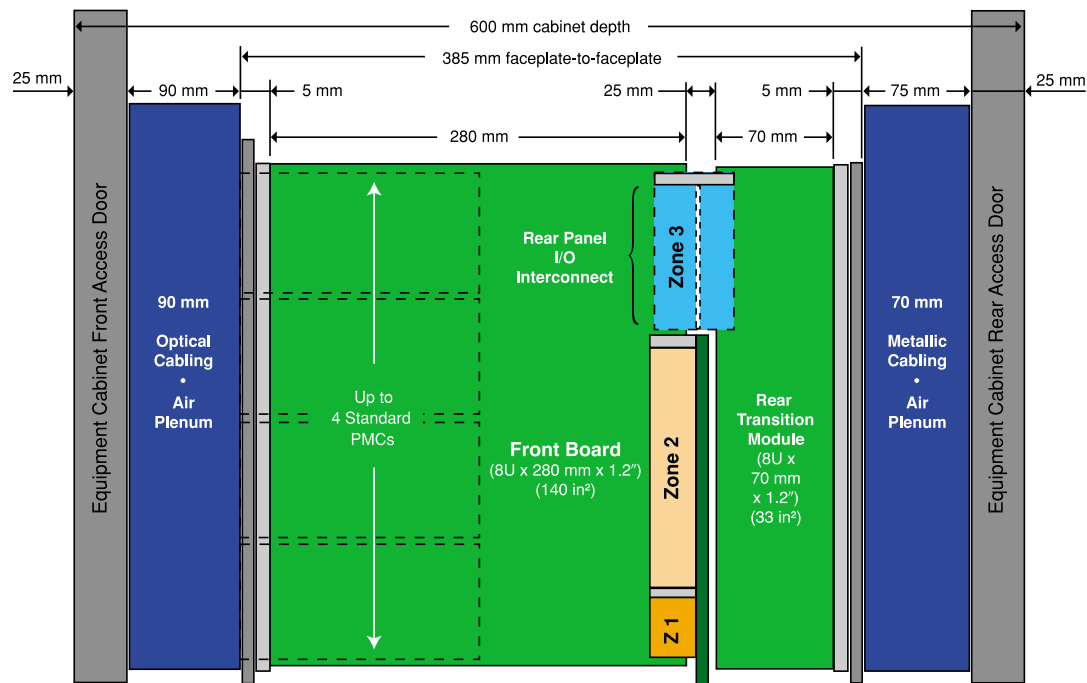 600 mm cabinet depth
385 mm faceplate-to-faceplate
25 mm
90 mm
5 mm
25 mm
5 mm
75 mm
25 mm
280 mm
70 mm
Equipment Cabinet Front Access Door
90 mm
Optical
Cabling
•
Air
Plenum
Up to
4 Standard
PMCs
Rear Panel
I/O
Interconnect
Zone 3
Front Board
(8U x 280 mm x 1.2″)
(140 in²)
Zone 2
Z 1
Rear
Transition
Module
(8U x
70 mm
x 1.2″)
(33 in²)
70 mm
Metallic
Cabling
•
Air
Plenum
Equipment Cabinet Rear Access Door